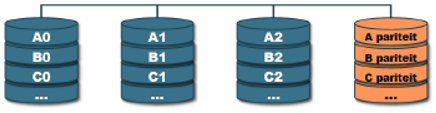 A0 A1 A2 A pariteit
B0 B1 B2 B pariteit
C0 C1 C2 C pariteit
... ... ... ...